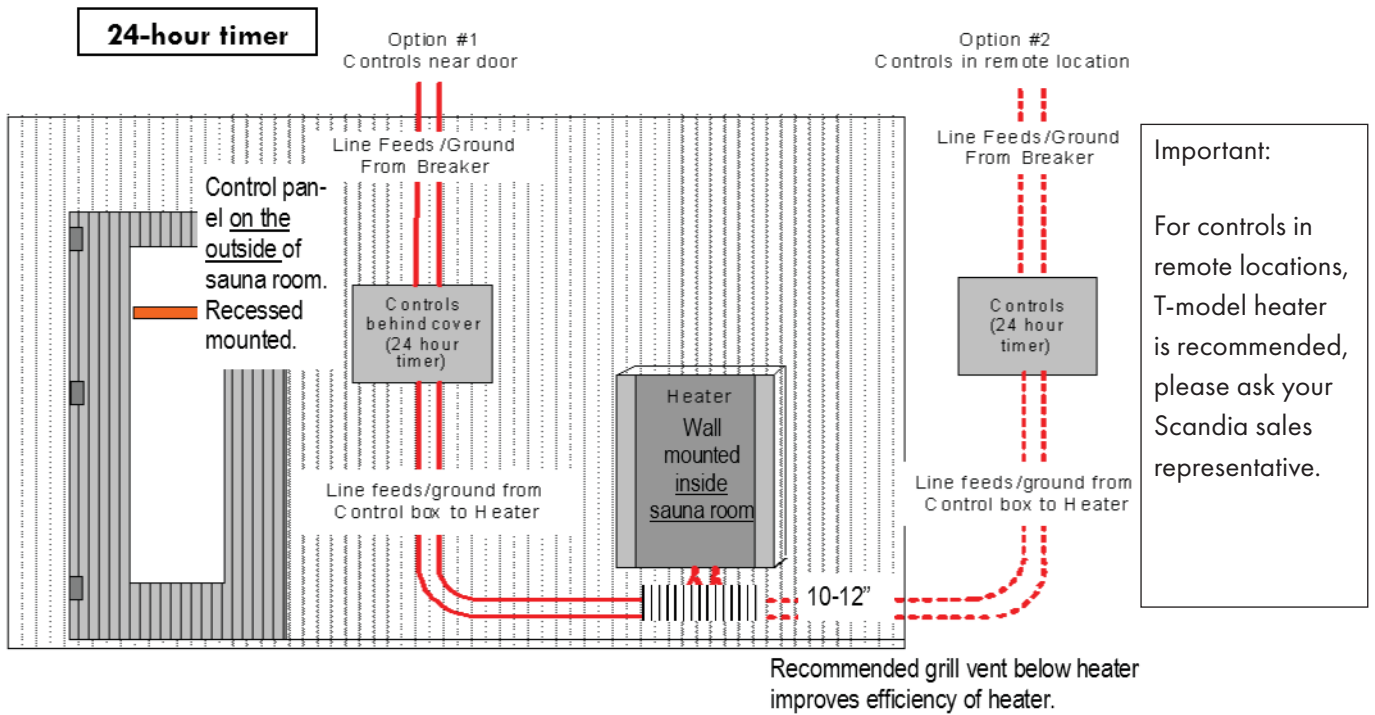 24-hour timer
Option #1
Controls near door
Option #2
Controls in remote location
Line Feeds/Ground
From Breaker
Line Feeds/Ground
From Breaker
Control pan-
el on the
outside of
sauna room.
Recessed
mounted.
Controls
behind cover
(24 hour
timer)
Controls
(24 hour
timer)
Heater
Wall
mounted
inside
sauna room
Line feeds/ground from
Control box to Heater
Line feeds/ground from
Control box to Heater
10-12”
Recommended grill vent below heater
improves efficiency of heater.
Important:
For controls in
remote locations,
T-model heater
is recommended,
please ask your
Scandia sales
representative.